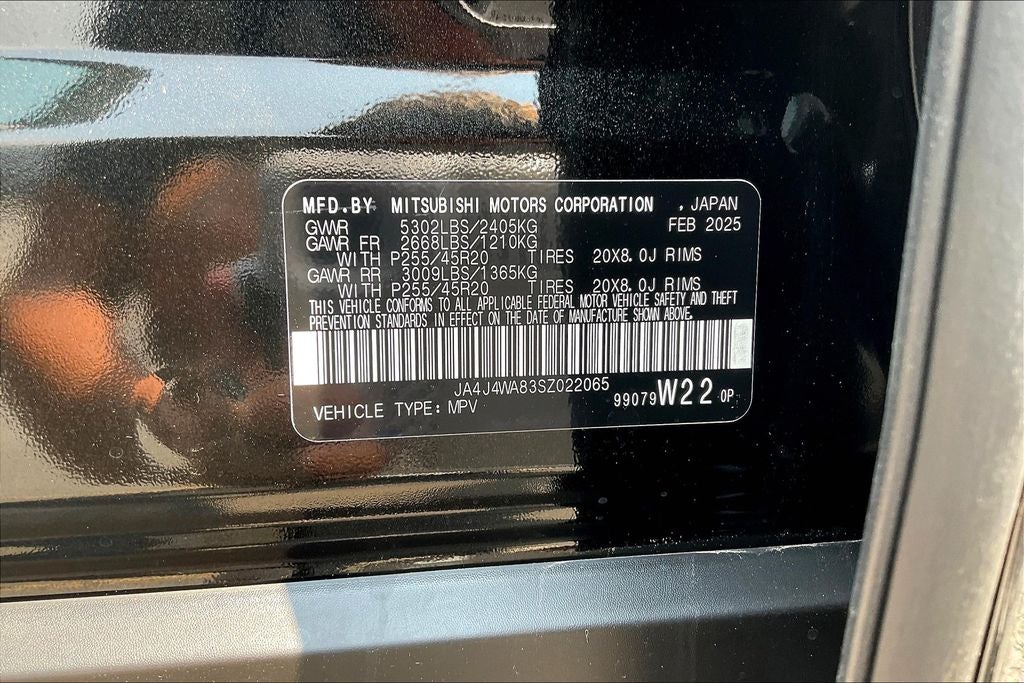 MFD.BY MITSUBISHI MOTORS CORPORATION , JAPAN
GVWR 5302LBS/2405KG FEB 2025
GAWR FR 2668LBS/1210KG
WITH P255/45R20 TIRES 20X8.0J RIMS
GAWR RR 3009LBS/1365KG
WITH P255/45R20 TIRES 20X8.0J RIMS
THIS VEHICLE CONFORMS TO ALL APPLICABLE FEDERAL MOTOR VEHICLE SAFETY AND THEFT
PREVENTION STANDARDS IN EFFECT ON THE DATE OF MANUFACTURE SHOWN ABOVE.
JA4J4WA83SZ022065
99079W22 0P
VEHICLE TYPE: MPV